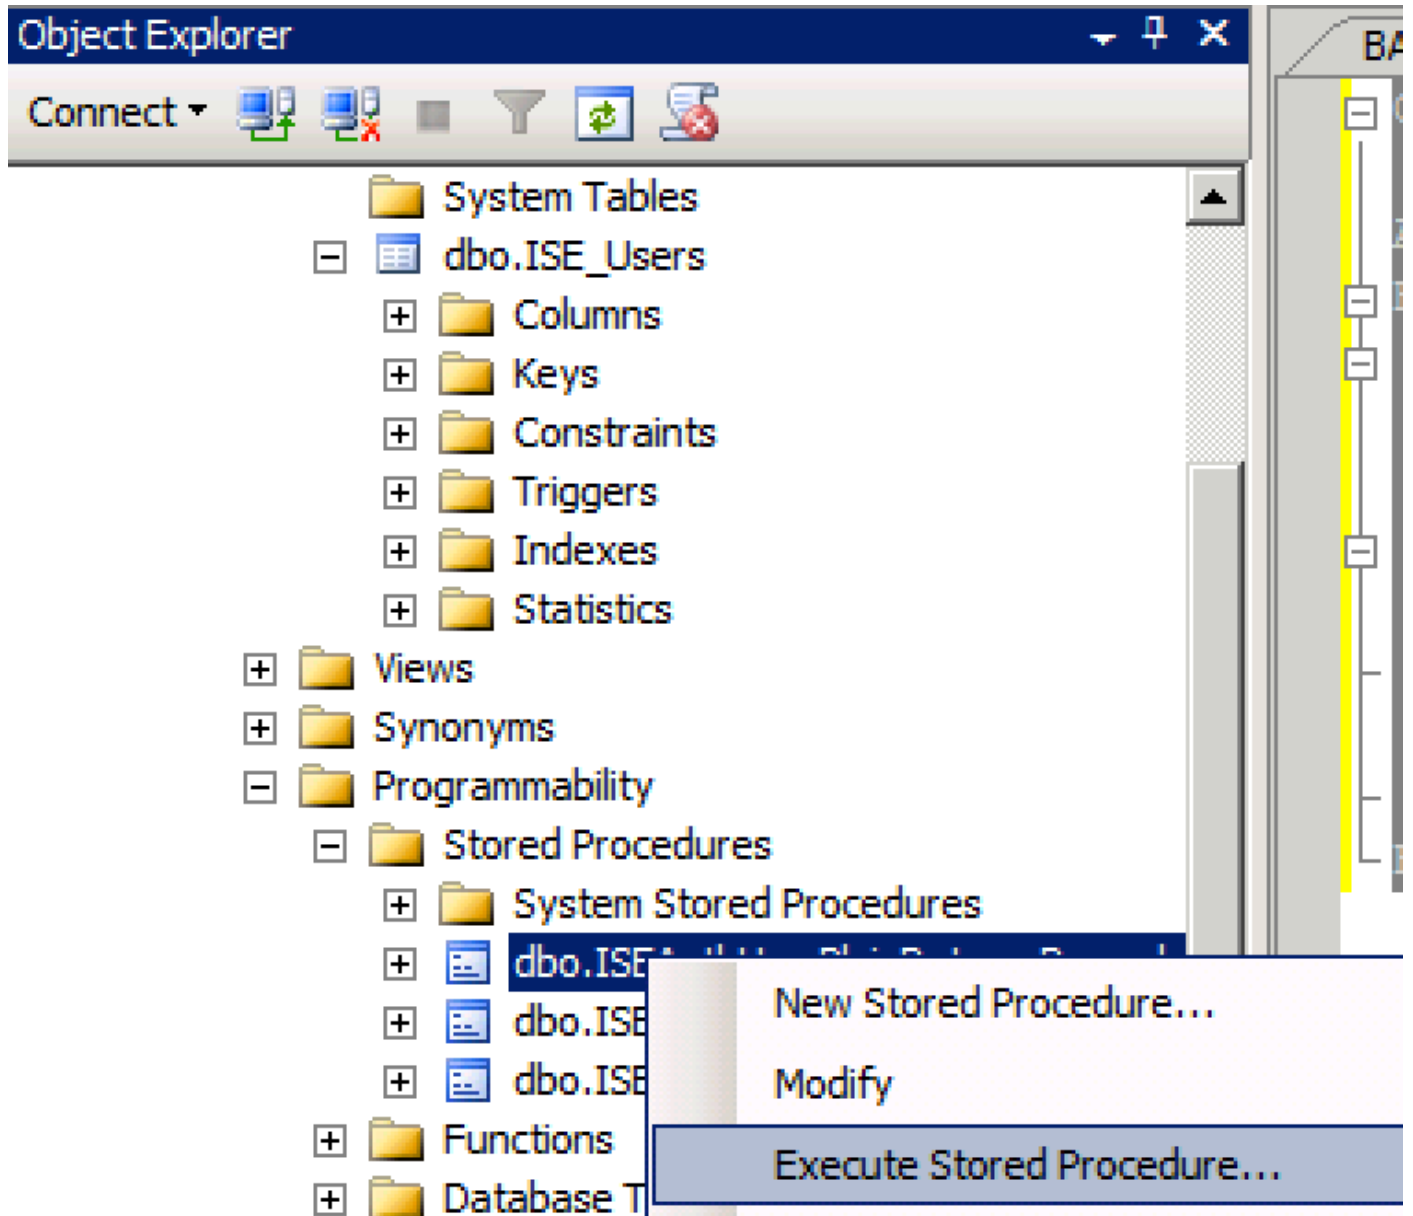 Object Explorer
BA
Connect
System Tables
dbo.ISE_Users
Columns
Keys
Constraints
Triggers
Indexes
Statistics
Views
Synonyms
Programmability
Stored Procedures
System Stored Procedures
dbo.ISE
New Stored Procedure...
dbo.ISE
Modify
dbo.ISE
Functions
Execute Stored Procedure...
Database T